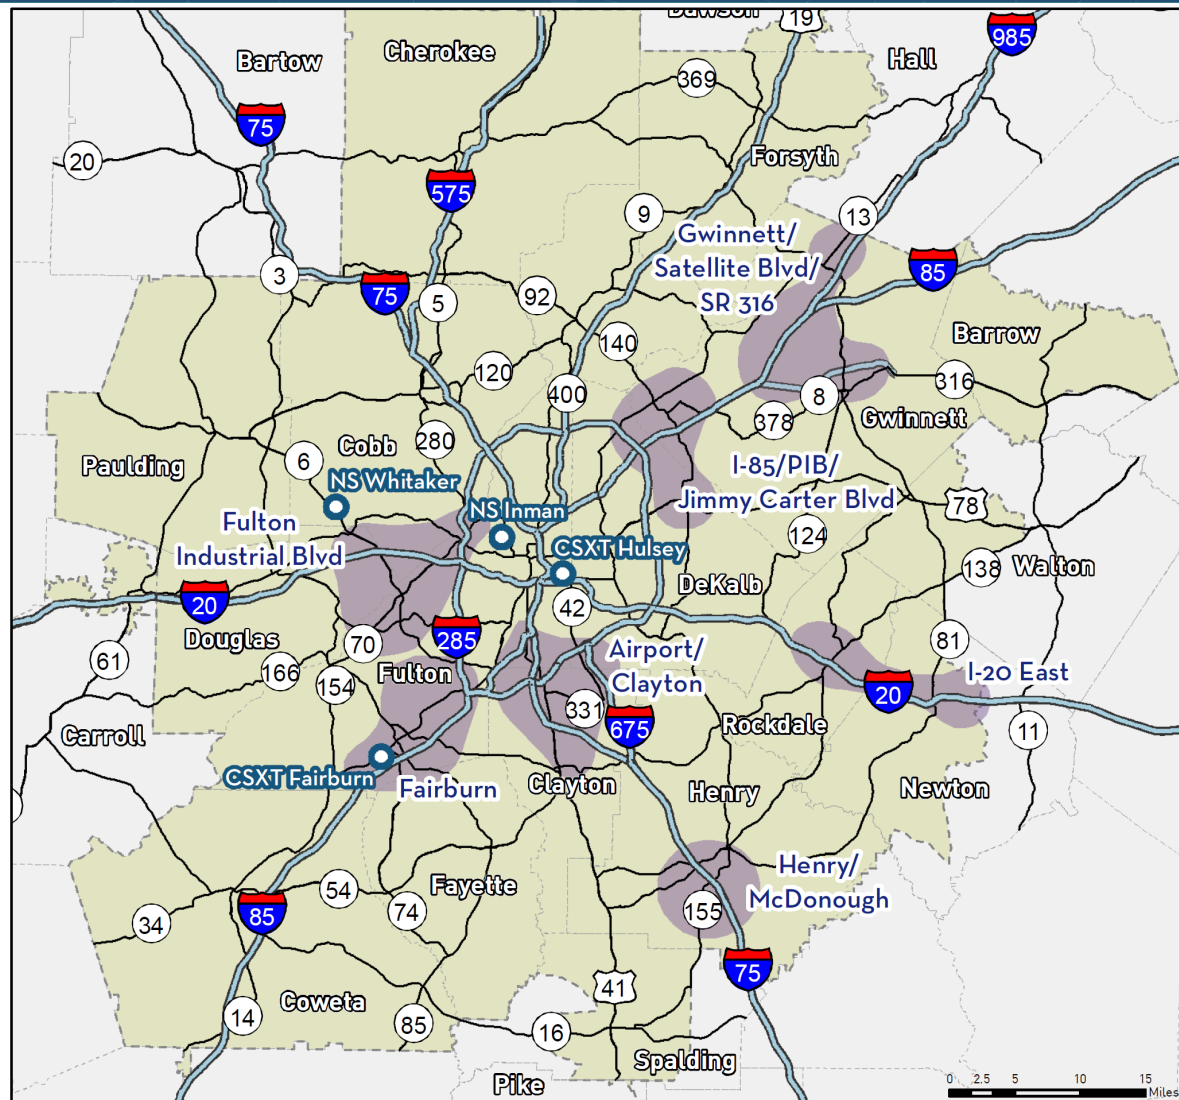 Dawson
19
Cherokee
Bartow
Hall
985
369
75
20
Forsyth
575
9
13
Gwinnett/
Satellite Blvd/
SR 316
3
85
75
5
92
Barrow
140
120
316
400
8
378
Gwinnett
280
Cobb
6
Paulding
I-85/PIB/
Jimmy Carter Blvd
NS Whitaker
78
NS Inman
Fulton
Industrial Blvd
124
CSXT Hulsey
138
Walton
DeKalb
20
42
Douglas
285
70
81
61
166
Fulton
Airport/
Clayton
154
I-20 East
20
331
675
Rockdale
11
Carroll
CSXT Fairburn
Fairburn
Clayton
Henry
Newton
Henry/
McDonough
54
Fayette
74
155
85
34
75
41
Coweta
14
85
16
Spalding
Pike
0 2.5 5 10 15
Miles